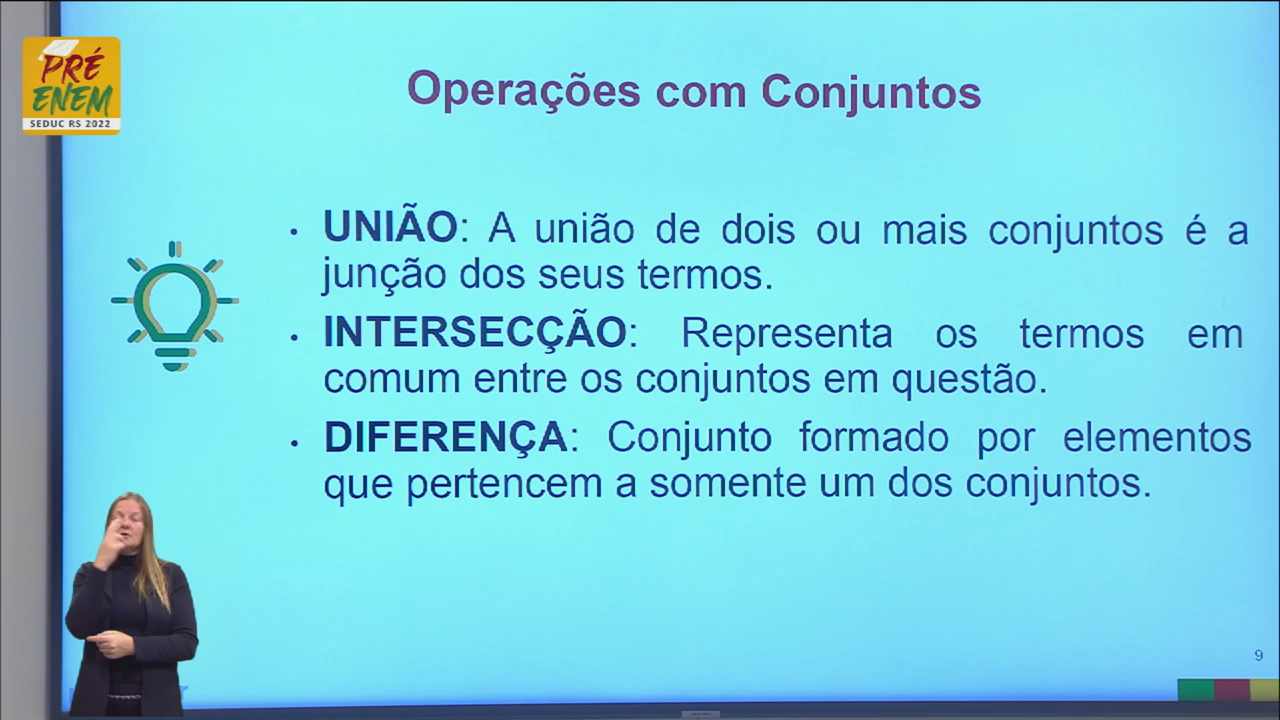 PRÉ
ENEM
SEDUC RS 2022
Operações com Conjuntos
• UNIÃO: A união de dois ou mais conjuntos é a
junção dos seus termos.
• INTERSECÇÃO: Representa os termos em
comum entre os conjuntos em questão.
• DIFERENÇA: Conjunto formado por elementos
que pertencem a somente um dos conjuntos.
9